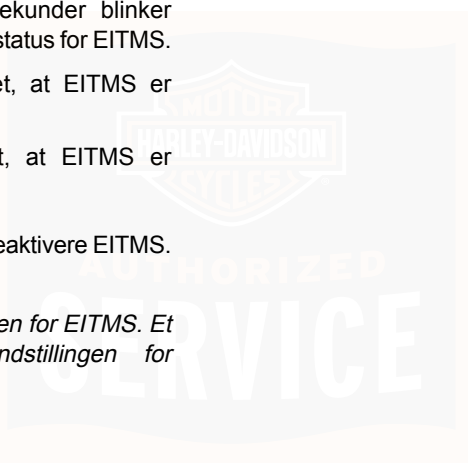 ekunder blinker
status for EITMS.
et, at EITMS er
t, at EITMS er
eaktivere EITMS.
en for EITMS. Et
ndstillingen for
MOTOR
HARLEY-DAVIDSON
CYCLES
AUTHORIZED
SERVICE